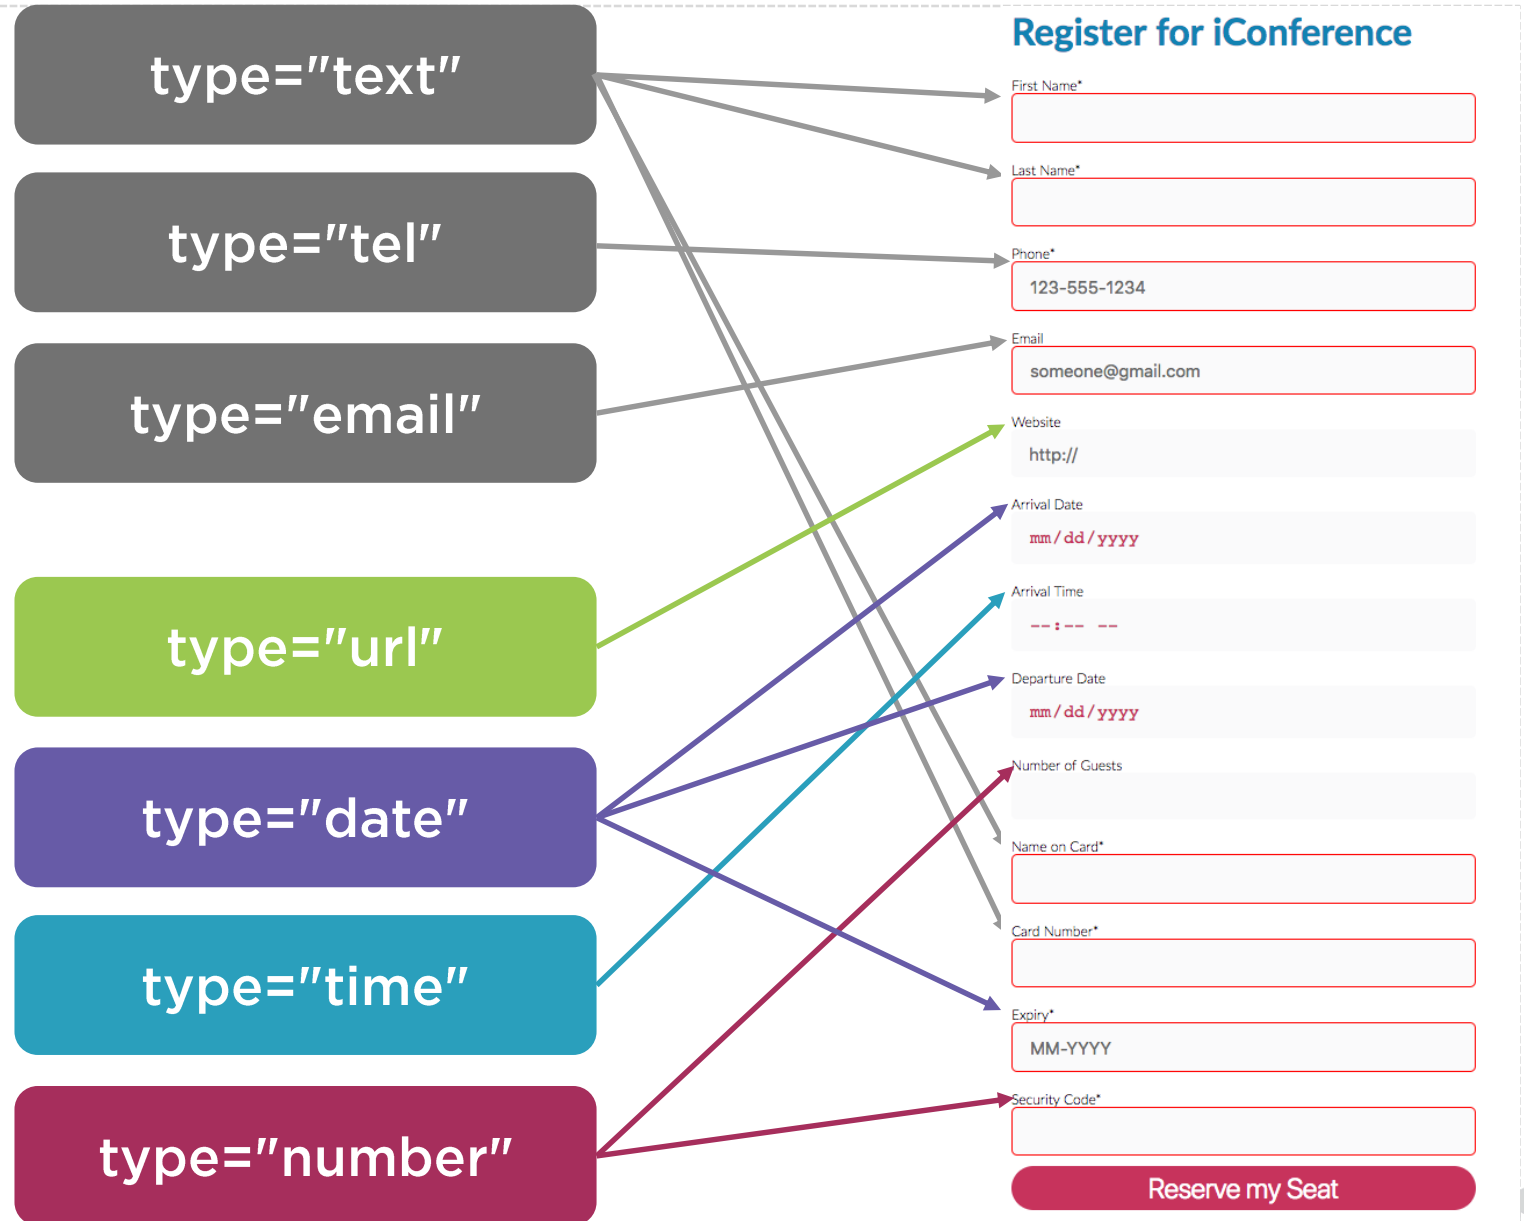 type="text"
type="tel"
type="email"
type="url"
type="date"
type="time"
type="number"
Register for iConference
First Name*
Last Name*
Phone*
123-555-1234
Email
someone@gmail.com
Website
http://
Arrival Date
mm/dd/yyyy
Arrival Time
--:-- --
Departure Date
mm/dd/yyyy
Number of Guests
Name on Card*
Card Number*
Expiry*
MM-YYYY
Security Code*
Reserve my Seat